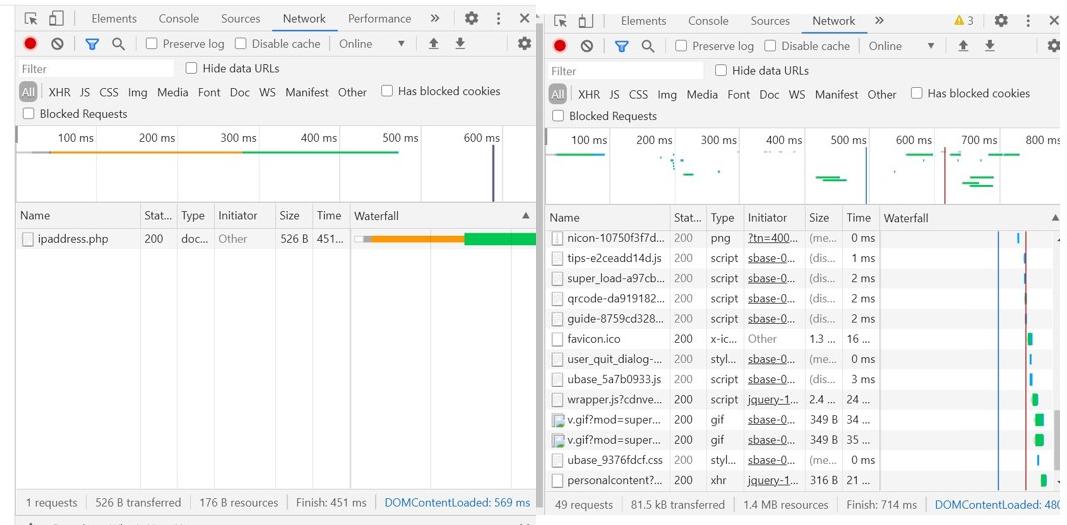 Elements Console Sources Network Performance »
Preserve log Disable cache Online ▼
Filter Hide data URLs
All XHR JS CSS Img Media Font Doc WS Manifest Other Has blocked cookies
Blocked Requests
100 ms 200 ms 300 ms 400 ms 500 ms 600 ms
Name Stat... Type Initiator Size Time Waterfall ▲
ipaddress.php 200 doc... Other 526 B 451...
1 requests 526 B transferred 176 B resources Finish: 451 ms DOMContentLoaded: 569 ms
Elements Console Sources Network » 3
Preserve log Disable cache Online ▼
Filter Hide data URLs
All XHR JS CSS Img Media Font Doc WS Manifest Other Has blocked cookies
Blocked Requests
100 ms 200 ms 300 ms 400 ms 500 ms 600 ms 700 ms 800 ms
Name Stat... Type Initiator Size Time Waterfall ▲
nicon-10750f3f7d... 200 png ?tn=400... (me... 0 ms
tips-e2ceadd14d.js 200 script sbase-0... (dis... 1 ms
super_load-a97cb... 200 script sbase-0... (dis... 2 ms
qrcode-da919182... 200 script sbase-0... (dis... 2 ms
guide-8759cd328... 200 script sbase-0... (dis... 2 ms
favicon.ico 200 x-ic... Other 1.3 ... 16 ...
user_quit_dialog-... 200 styl... sbase-0... (me... 0 ms
ubase_5a7b0933.js 200 script sbase-0... (dis... 3 ms
wrapper.js?cdnve... 200 script jquery-1... 2.4 ... 24 ...
v.gif?mod=super... 200 gif sbase-0... 349 B 34 ...
v.gif?mod=super... 200 gif sbase-0... 349 B 35 ...
ubase_9376fdcf.css 200 styl... sbase-0... (me... 0 ms
personalcontent?... 200 xhr jquery-1... 316 B 21 ...
49 requests 81.5 kB transferred 1.4 MB resources Finish: 714 ms DOMContentLoaded: 480